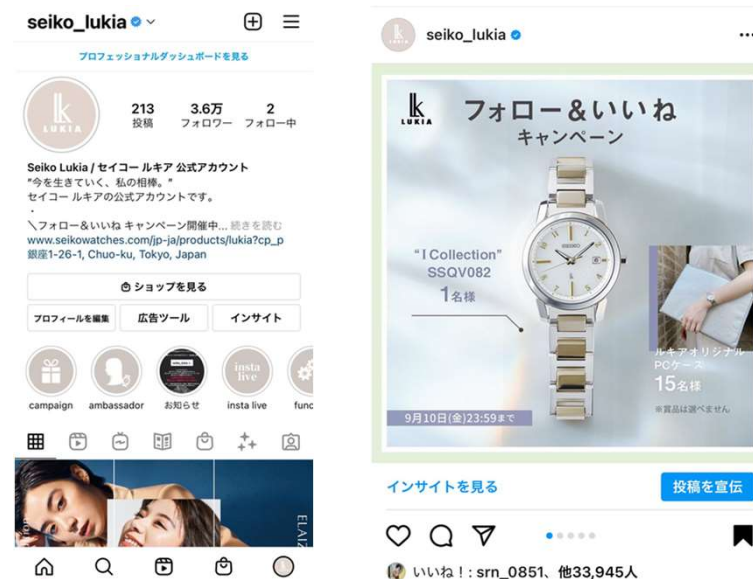 seiko_lukia
プロフェッショナルダッシュボードを見る
LUKIA
213
投稿
3.6万
フォロワー
2
フォロー中
Seiko Lukia / セイコー ルキア 公式アカウント
"今を生きていく、私の相棒。"
セイコー ルキアの公式アカウントです。
・
＼フォロー&いいね キャンペーン開催中... 続きを読む
www.seikowatches.com/jp-ja/products/lukia?cp_p
銀座1-26-1, Chuo-ku, Tokyo, Japan
ショップを見る
プロフィールを編集
広告ツール
インサイト
insta
live
campaign
ambassador
お知らせ
insta live
func
ELAIZ
seiko_lukia
LUKIA
フォロー&いいね
キャンペーン
"I Collection"
SSQV082
1名様
SEIKO
ルキアオリジナル
PCケース
15名様
※賞品は選べません
9月10日(金)23:59まで
インサイトを見る
投稿を宣伝
いいね！: srn_0851、他33,945人